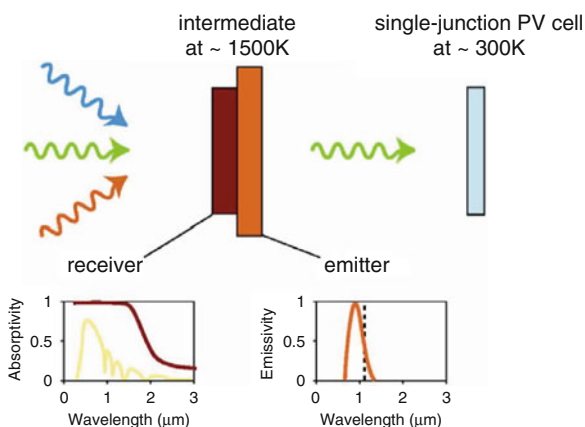 intermediate
at ~ 1500K
single-junction PV cell
at ~ 300K
receiver
emitter
Absorptivity
1
0.5
0
0 1 2 3
Wavelength (μm)
Emissivity
1
0.5
0
0 1 2 3
Wavelength (μm)